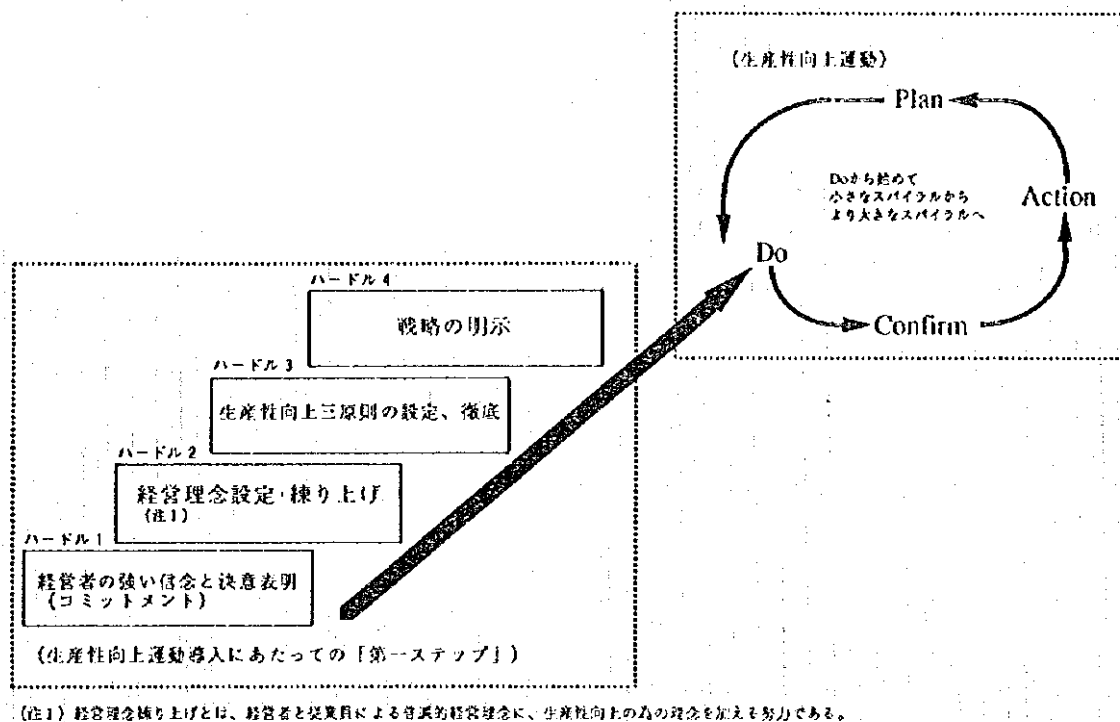 (生産性向上運動)
Plan
Doから始めて
小さなスパイラルから
より大きなスパイラルへ
Action
Do
Confirm
ハードル 4
戦略の明示
ハードル 3
生産性向上三原則の設定、徹底
ハードル 2
経営理念設定・練り上げ
(注1)
ハードル 1
経営者の強い信念と決意表明
(コミットメント)
(生産性向上運動導入にあたっての「第一ステップ」)
(注1) 経営理念練り上げとは、経営者と従業員による 経営理念に、生産性向上の為の理念を加える努力である。